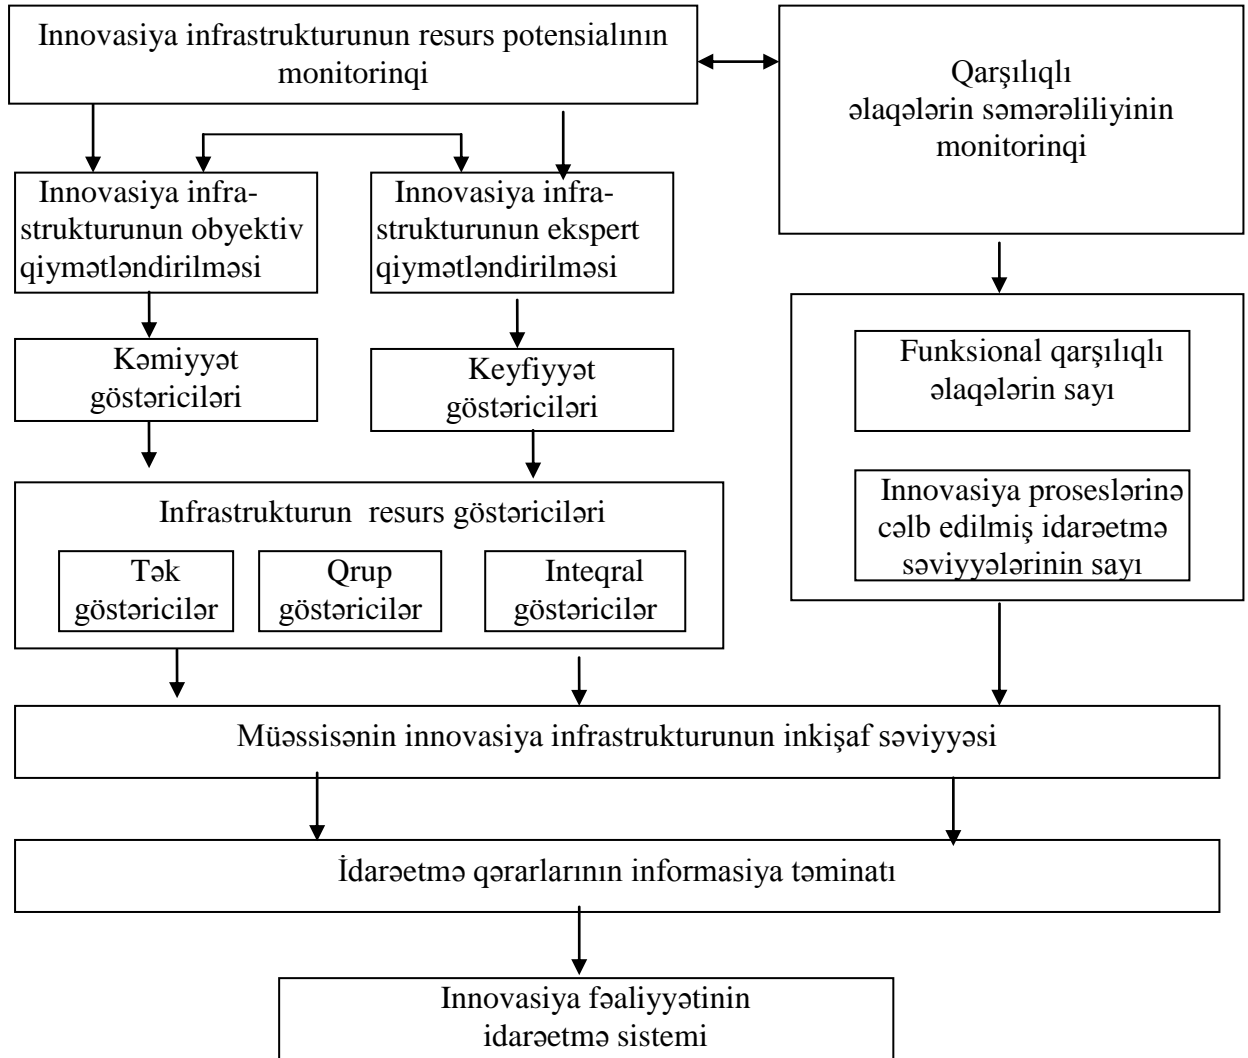 Innovasiya infrastrukturunun resurs potensialının
monitorinqi
Qarşılıqlı
əlaqələrin səmərəliliyinin
monitorinqi
Innovasiya infra-
strukturunun obyektiv
qiymətləndirilməsi
Innovasiya infra-
strukturunun ekspert
qiymətləndirilməsi
Kəmiyyət
göstəriciləri
Keyfiyyət
göstəriciləri
Funksional qarşılıqlı
əlaqələrin sayı
Innovasiya proseslərinə
cəlb edilmiş idarəetmə
səviyyələrinin sayı
Infrastrukturun resurs göstəriciləri
Tək
göstəricilər
Qrup
göstəricilər
Inteqral
göstəricilər
Müəssisənin innovasiya infrastrukturunun inkişaf səviyyəsi
İdarəetmə qərarlarının informasiya təminatı
Innovasiya fəaliyyətinin
idarəetmə sistemi